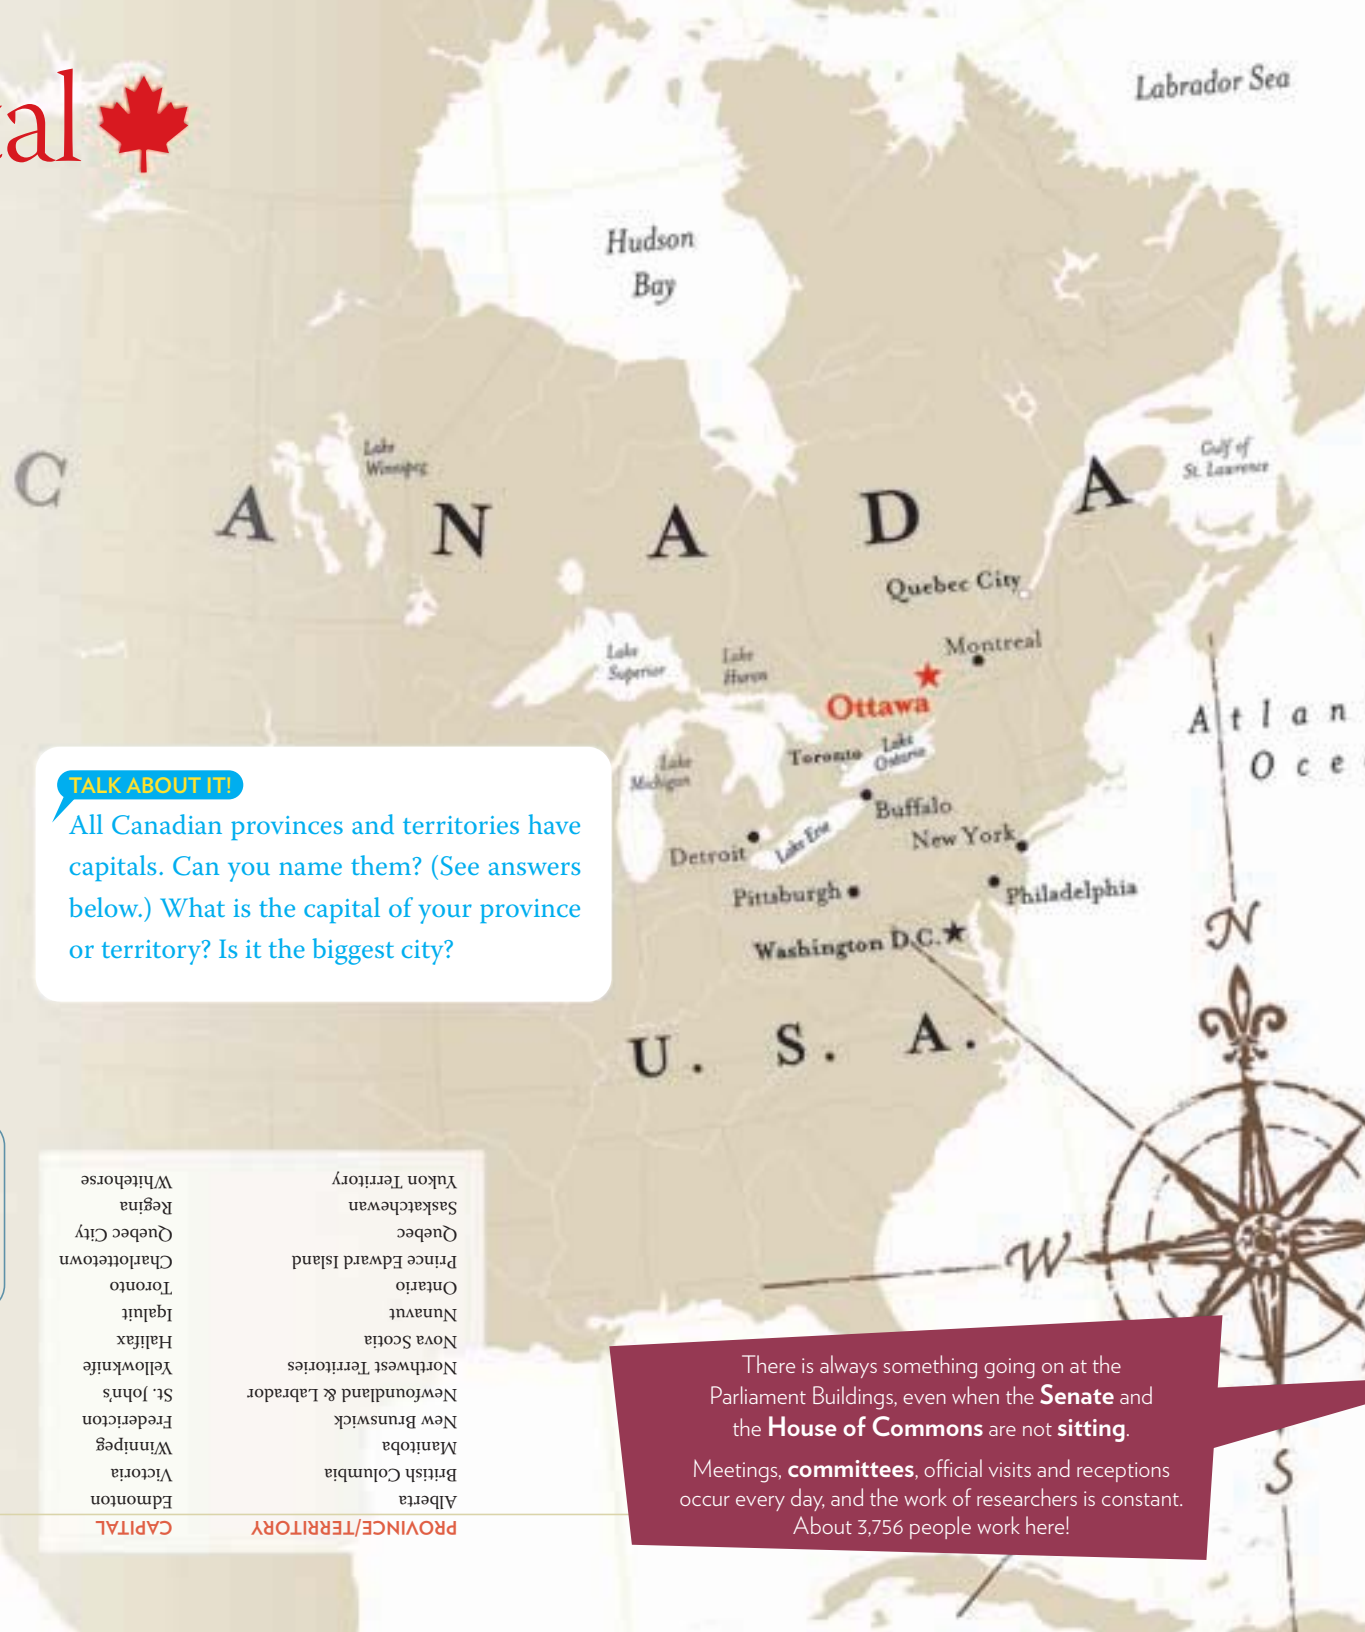 al
Labrador Sea
Hudson
Bay
Lake
Winnipeg
Gulf of
St. Lawrence
C A N A D A
Quebec City
Montreal
Lake
Superior
Lake
Huron
Ottawa
Toronto
Lake
Ontario
Lake
Michigan
Atlan
Oce
Buffalo
New York
Detroit
Lake Erie
Pittsburgh
Philadelphia
Washington D.C.
N
U. S. A.
W
S
TALK ABOUT IT!
All Canadian provinces and territories have
capitals. Can you name them? (See answers
below.) What is the capital of your province
or territory? Is it the biggest city?
PROVINCE/TERRITORY CAPITAL
Alberta Edmonton
British Columbia Victoria
Manitoba Winnipeg
New Brunswick Fredericton
Newfoundland & Labrador St. John's
Northwest Territories Yellowknife
Nova Scotia Halifax
Nunavut Iqaluit
Ontario Toronto
Prince Edward Island Charlottetown
Quebec Quebec City
Saskatchewan Regina
Yukon Territory Whitehorse
There is always something going on at the
Parliament Buildings, even when the Senate and
the House of Commons are not sitting.
Meetings, committees, official visits and receptions
occur every day, and the work of researchers is constant.
About 3,756 people work here!